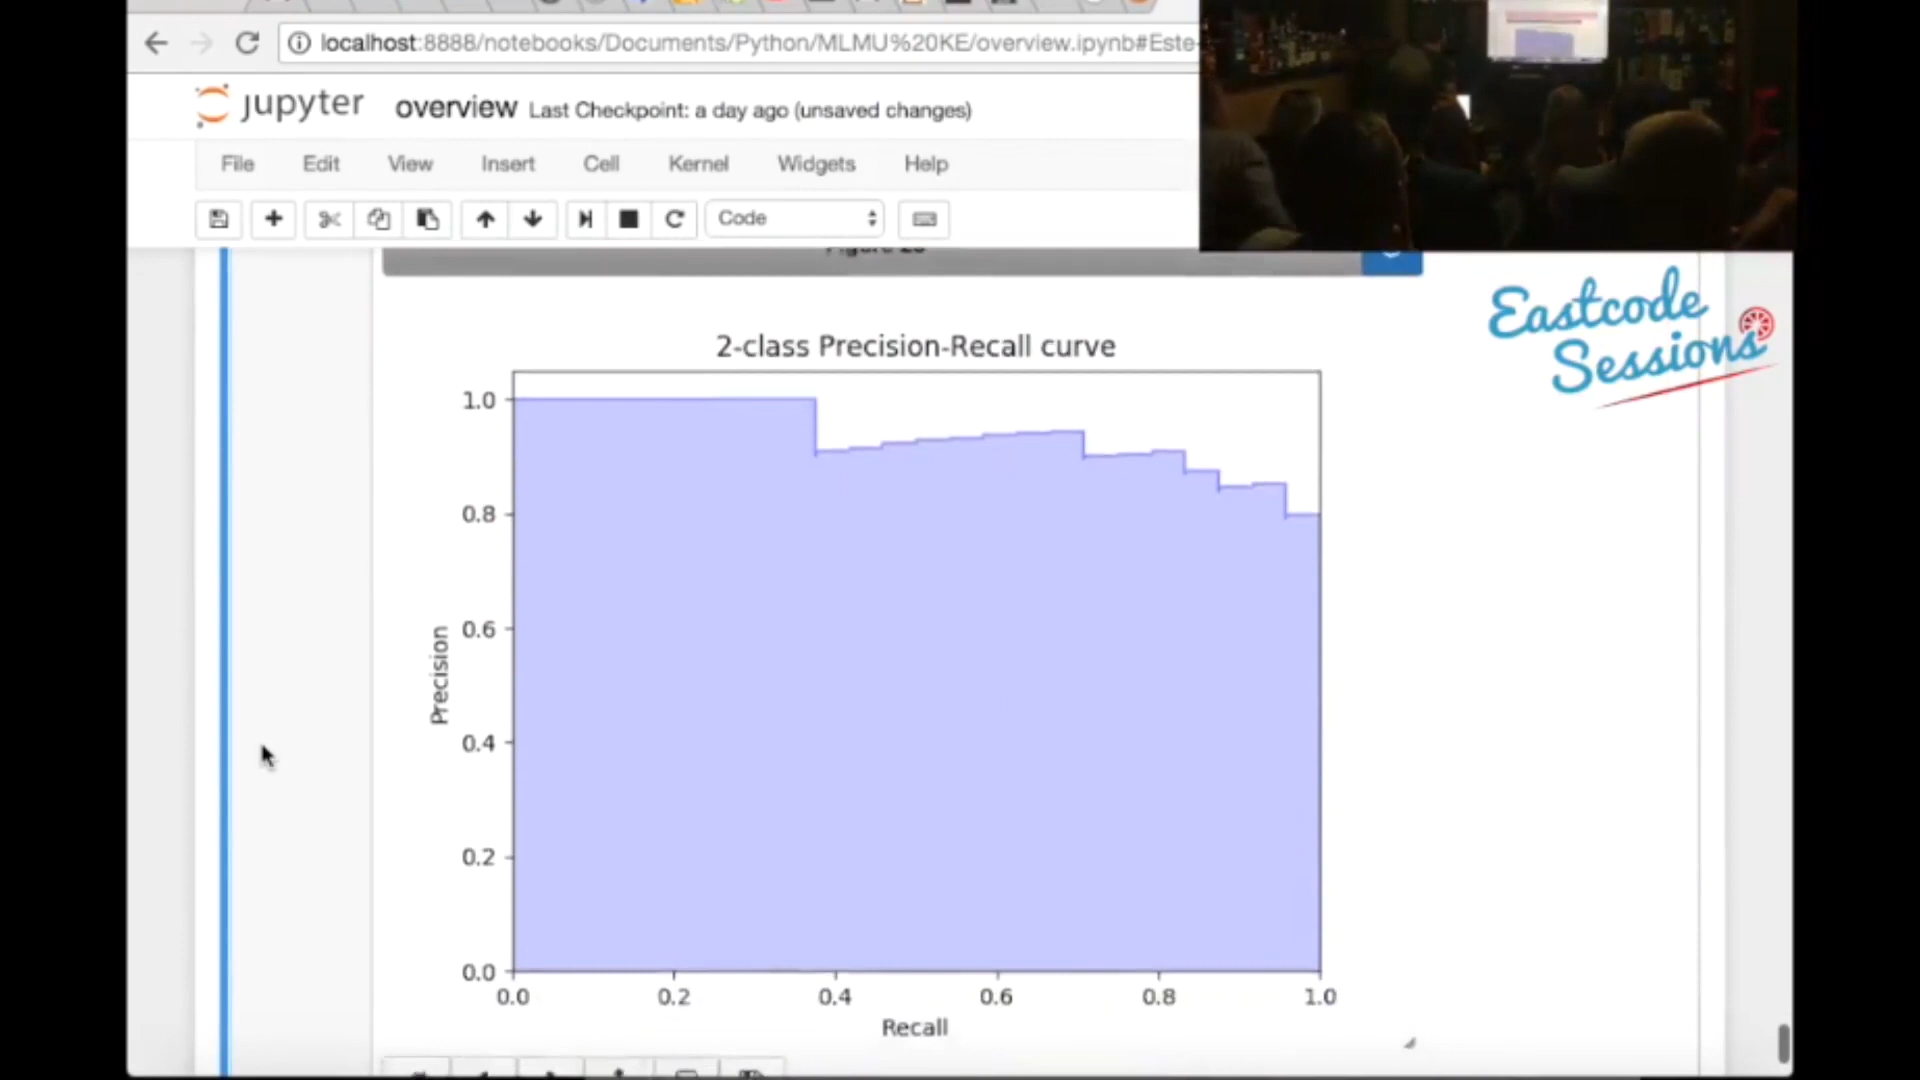 localhost:8888/notebooks/Documents/Python/MLMU%20KE/overview.ipynb#Este-
jupyter overview Last Checkpoint: a day ago (unsaved changes)
File Edit View Insert Cell Kernel Widgets Help
Code
Eastcode
Sessions
2-class Precision-Recall curve
1.0
0.8
0.6
0.4
0.2
0.0
Precision
0.0 0.2 0.4 0.6 0.8 1.0
Recall